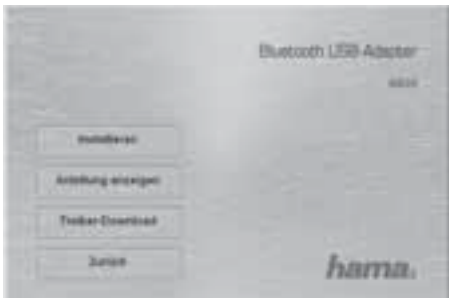 Bluetooth USB Adapter
Installieren
Anleitung anzeigen
Treiber-Download
Zurück
hama.